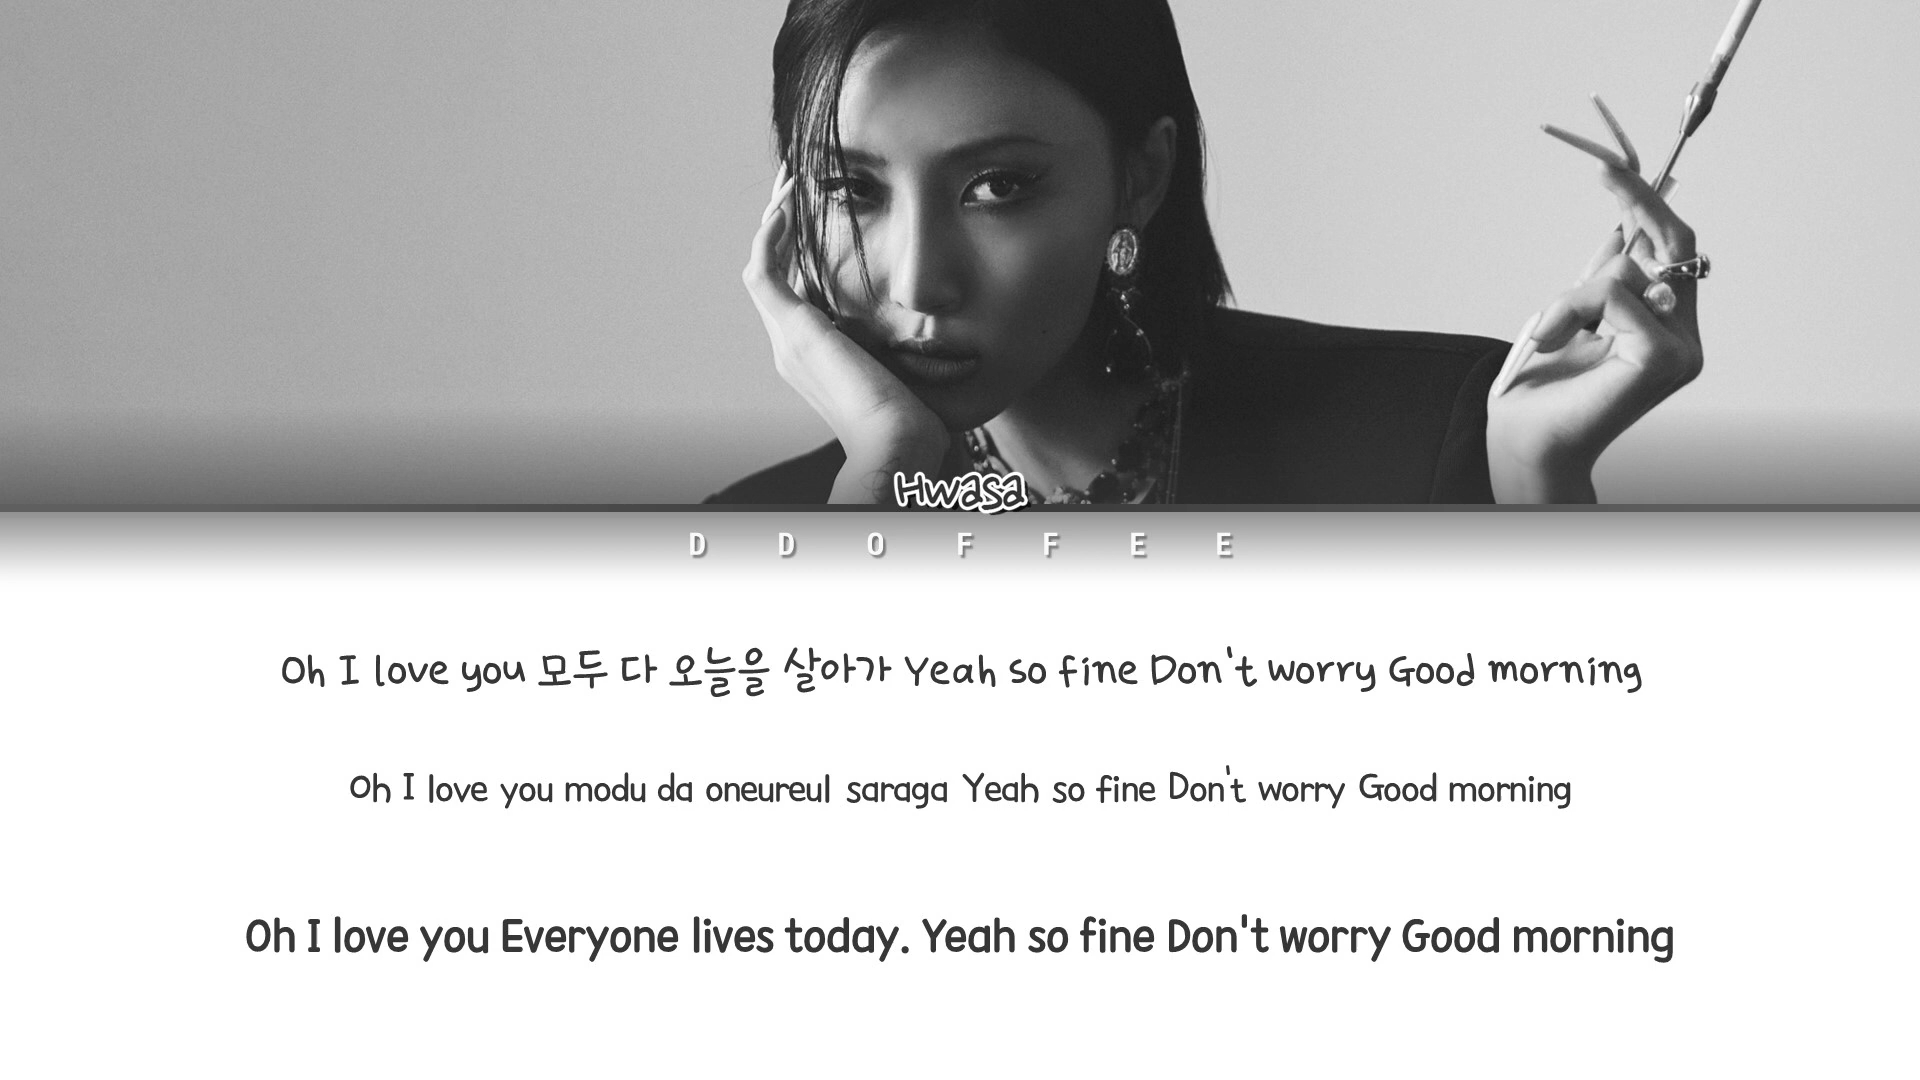 Hwasa
D D O F F E E
Oh I love you 모두 다 오늘을 살아가 Yeah so fine Don't worry Good morning
Oh I love you modu da oneureul saraga Yeah so fine Don't worry Good morning
Oh I love you Everyone lives today. Yeah so fine Don't worry Good morning